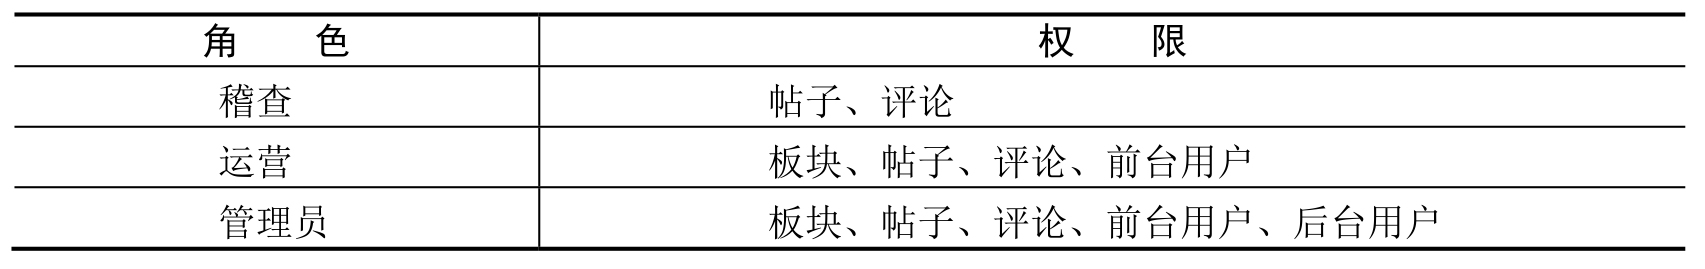 角 色 权 限
稽查 帖子、评论
运营 板块、帖子、评论、前台用户
管理员 板块、帖子、评论、前台用户、后台用户